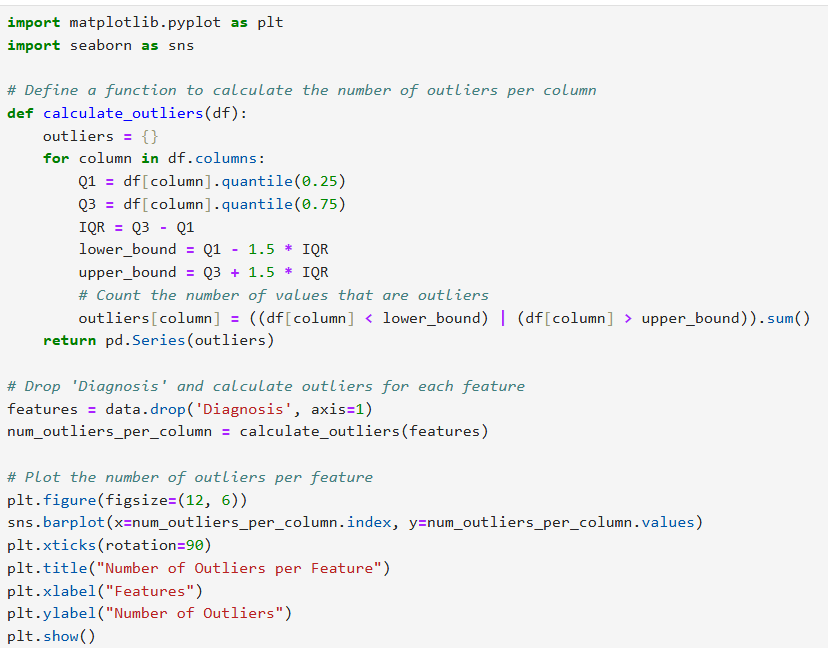 import matplotlib.pyplot as plt
import seaborn as sns

# Define a function to calculate the number of outliers per column
def calculate_outliers(df):
    outliers = {}
    for column in df.columns:
        Q1 = df[column].quantile(0.25)
        Q3 = df[column].quantile(0.75)
        IQR = Q3 - Q1
        lower_bound = Q1 - 1.5 * IQR
        upper_bound = Q3 + 1.5 * IQR
        # Count the number of values that are outliers
        outliers[column] = ((df[column] < lower_bound) | (df[column] > upper_bound)).sum()
    return pd.Series(outliers)

# Drop 'Diagnosis' and calculate outliers for each feature
features = data.drop('Diagnosis', axis=1)
num_outliers_per_column = calculate_outliers(features)

# Plot the number of outliers per feature
plt.figure(figsize=(12, 6))
sns.barplot(x=num_outliers_per_column.index, y=num_outliers_per_column.values)
plt.xticks(rotation=90)
plt.title("Number of Outliers per Feature")
plt.xlabel("Features")
plt.ylabel("Number of Outliers")
plt.show()